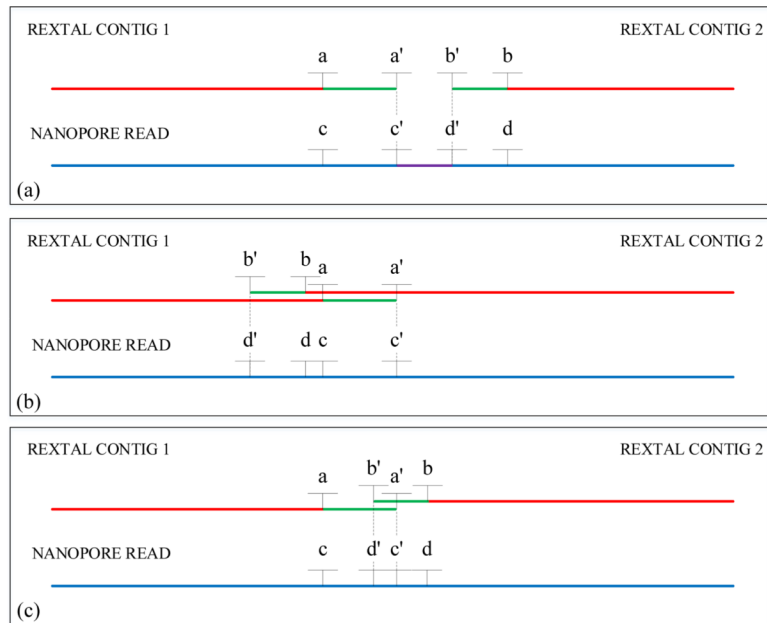 REXTAL CONTIG 1 REXTAL CONTIG 2
a a' b' b
NANOPORE READ
c c' d' d
(a)
REXTAL CONTIG 1 REXTAL CONTIG 2
b' b a a'
NANOPORE READ
d' d c c'
(b)
REXTAL CONTIG 1 REXTAL CONTIG 2
a b' a' b
NANOPORE READ
c d' c' d
(c)